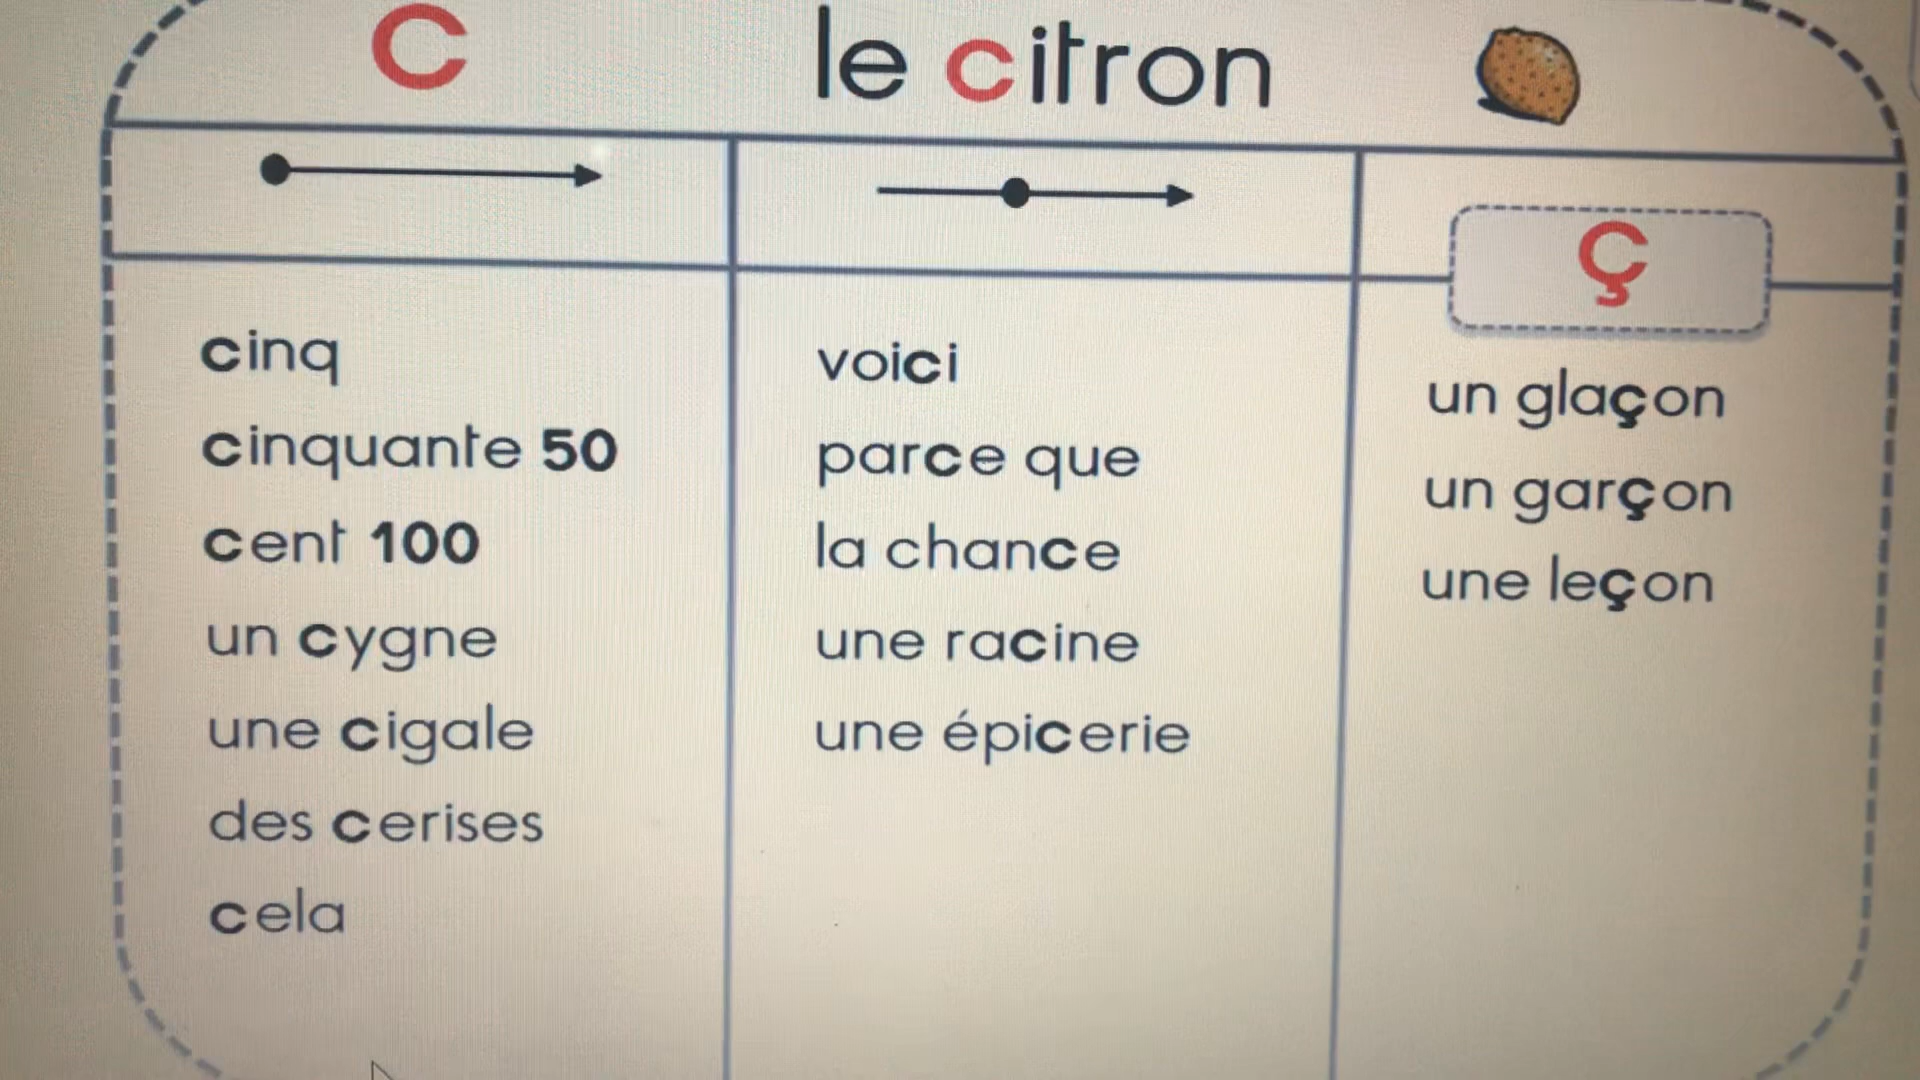 c le citron
ç
cinq
cinquante 50
cent 100
un cygne
une cigale
des cerises
cela
voici
parce que
la chance
une racine
une épicerie
un glaçon
un garçon
une leçon